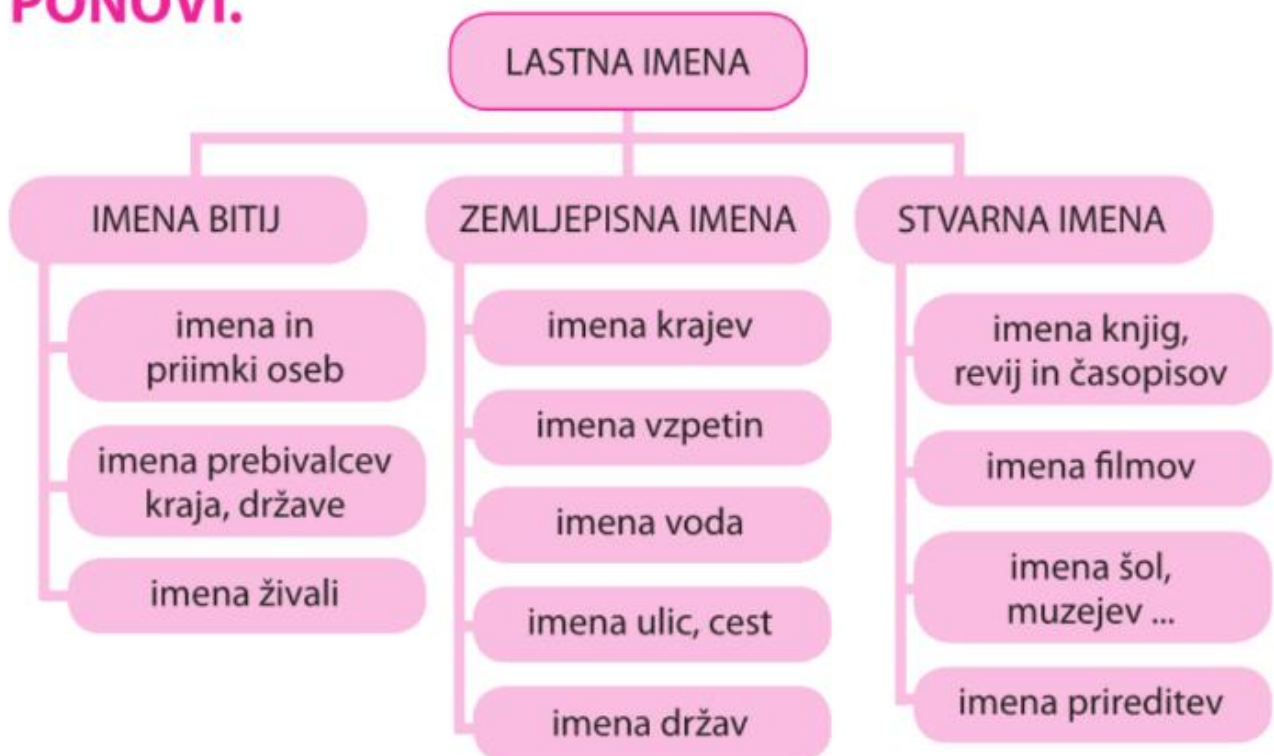 PONOVI.
LASTNA IMENA
IMENA BITIJ
imena in
priimki oseb
imena prebivalcev
kraja, države
imena živali
ZEMLJEPISNA IMENA
imena krajev
imena vzpetin
imena voda
imena ulic, cest
imena držav
STVARNA IMENA
imena knjig,
revij in časopisov
imena filmov
imena šol,
muzejev ...
imena prireditev